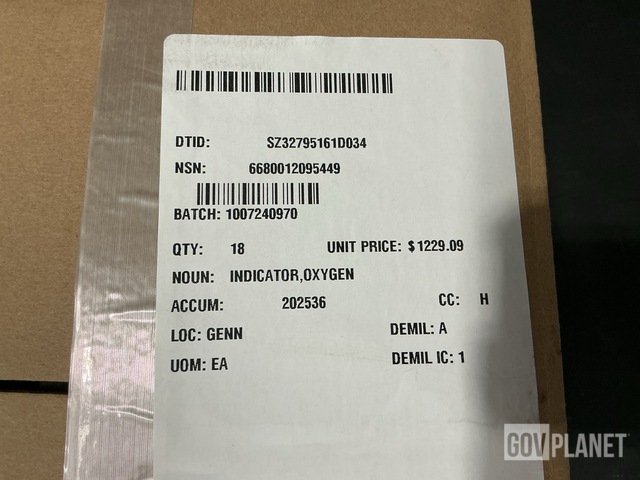 DTID: SZ32795161D034
NSN: 6680012095449
BATCH: 1007240970
QTY: 18 UNIT PRICE: $1229.09
NOUN: INDICATOR,OXYGEN
ACCUM: 202536 CC: H
LOC: GENN DEMIL: A
UOM: EA DEMIL IC: 1
GOVPLANET